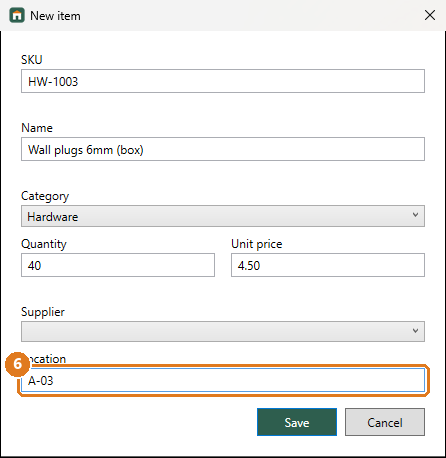 New item
SKU
HW-1003
Name
Wall plugs 6mm (box)
Category
Hardware
Quantity
Unit price
40
4.50
Supplier
6
A-03
Save
Cancel